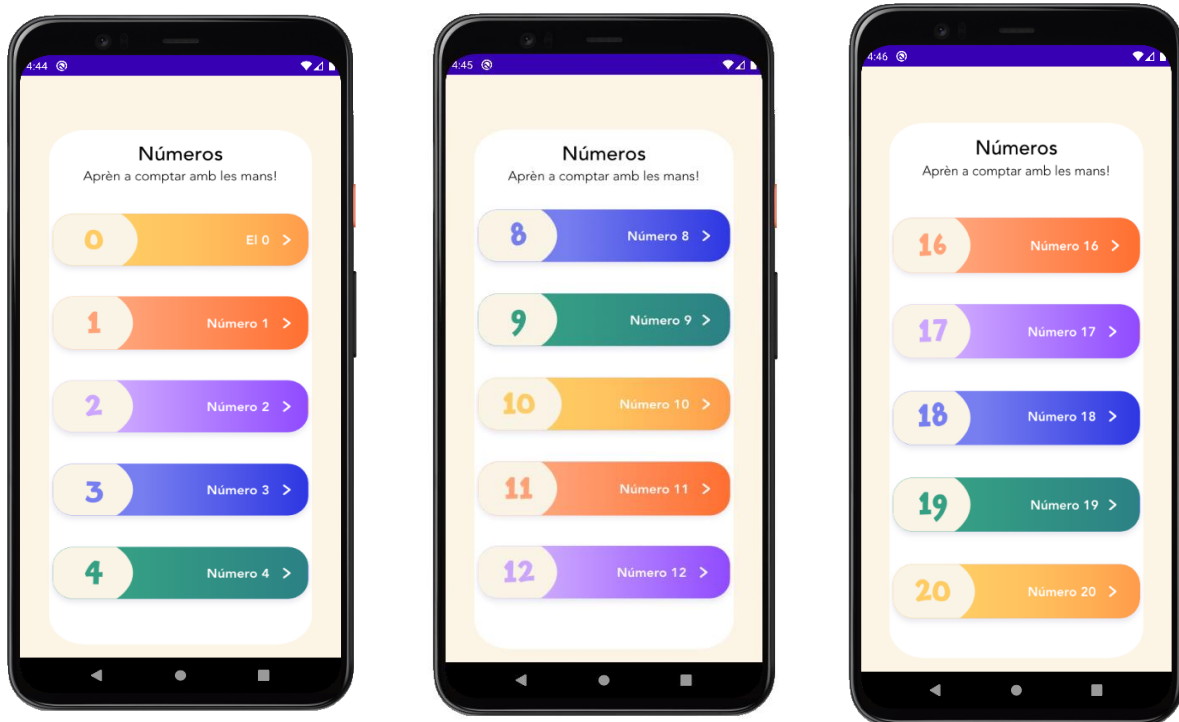 4:44
Números
Aprèn a comptar amb les mans!
0 El 0 >
1 Número 1 >
2 Número 2 >
3 Número 3 >
4 Número 4 >
4:45
Números
Aprèn a comptar amb les mans!
8 Número 8 >
9 Número 9 >
10 Número 10 >
11 Número 11 >
12 Número 12 >
4:46
Números
Aprèn a comptar amb les mans!
16 Número 16 >
17 Número 17 >
18 Número 18 >
19 Número 19 >
20 Número 20 >